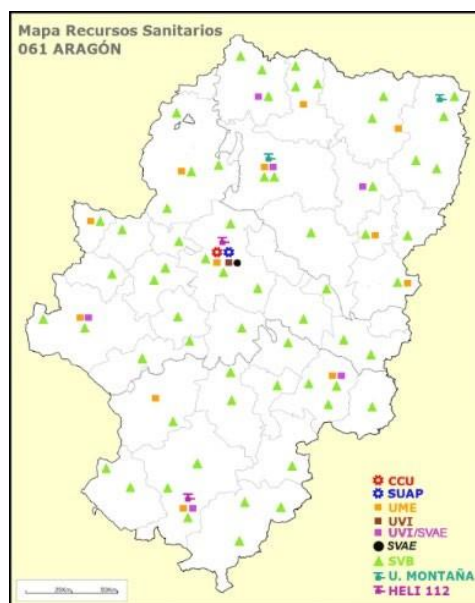 Mapa Recursos Sanitarios
061 ARAGÓN
CCU
SUAP
UME
UVI
UVI/SVAE
SVAE
SVB
U. MONTAÑA
HELI 112